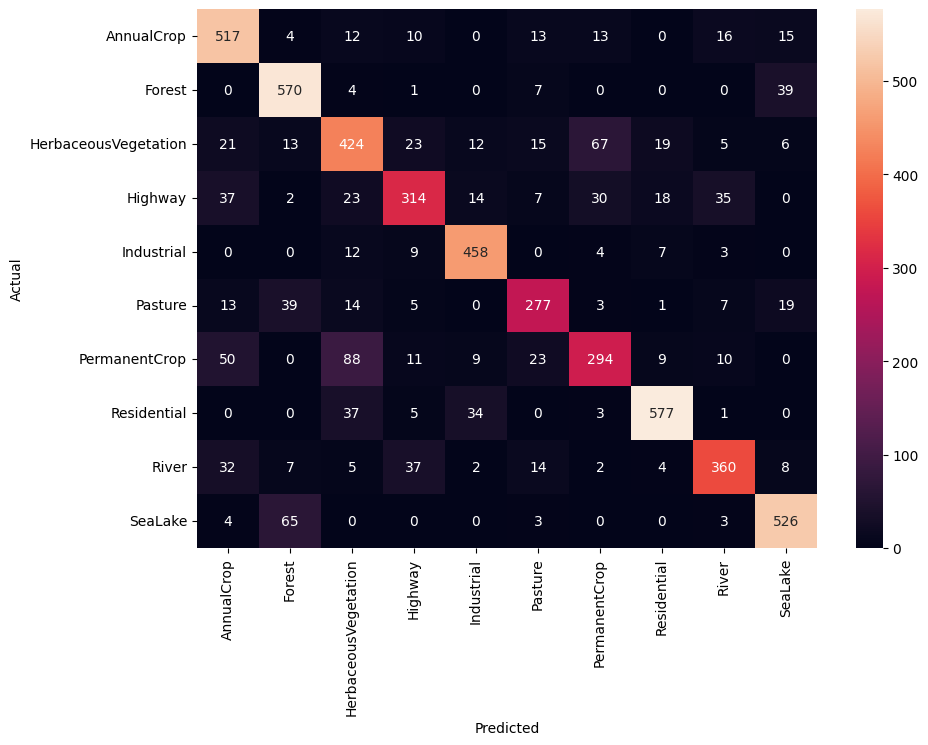 AnnualCrop 517 4 12 10 0 13 13 0 16 15
Forest 0 570 4 1 0 7 0 0 0 39
HerbaceousVegetation 21 13 424 23 12 15 67 19 5 6
Highway 37 2 23 314 14 7 30 18 35 0
Industrial 0 0 12 9 458 0 4 7 3 0
Pasture 13 39 14 5 0 277 3 1 7 19
PermanentCrop 50 0 88 11 9 23 294 9 10 0
Residential 0 0 37 5 34 0 3 577 1 0
River 32 7 5 37 2 14 2 4 360 8
SeaLake 4 65 0 0 0 3 0 0 3 526
Actual
AnnualCrop
Forest
HerbaceousVegetation
Highway
Industrial
Pasture
PermanentCrop
Residential
River
SeaLake
Predicted
500
400
300
200
100
0